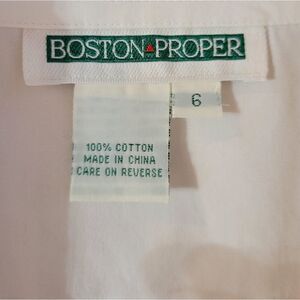 BOSTON PROPER
6
100% COTTON
MADE IN CHINA
CARE ON REVERSE